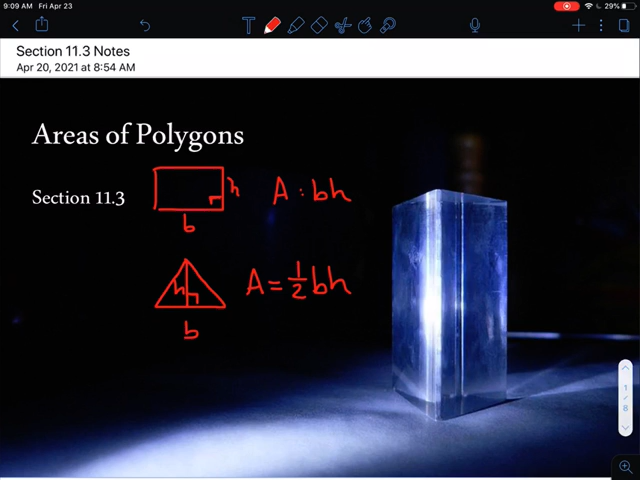 9:09 AM Fri Apr 23
29%
Section 11.3 Notes
Apr 20, 2021 at 8:54 AM
Areas of Polygons
Section 11.3
h
A : bh
b
h
A = 1/2 bh
b
1
/
8